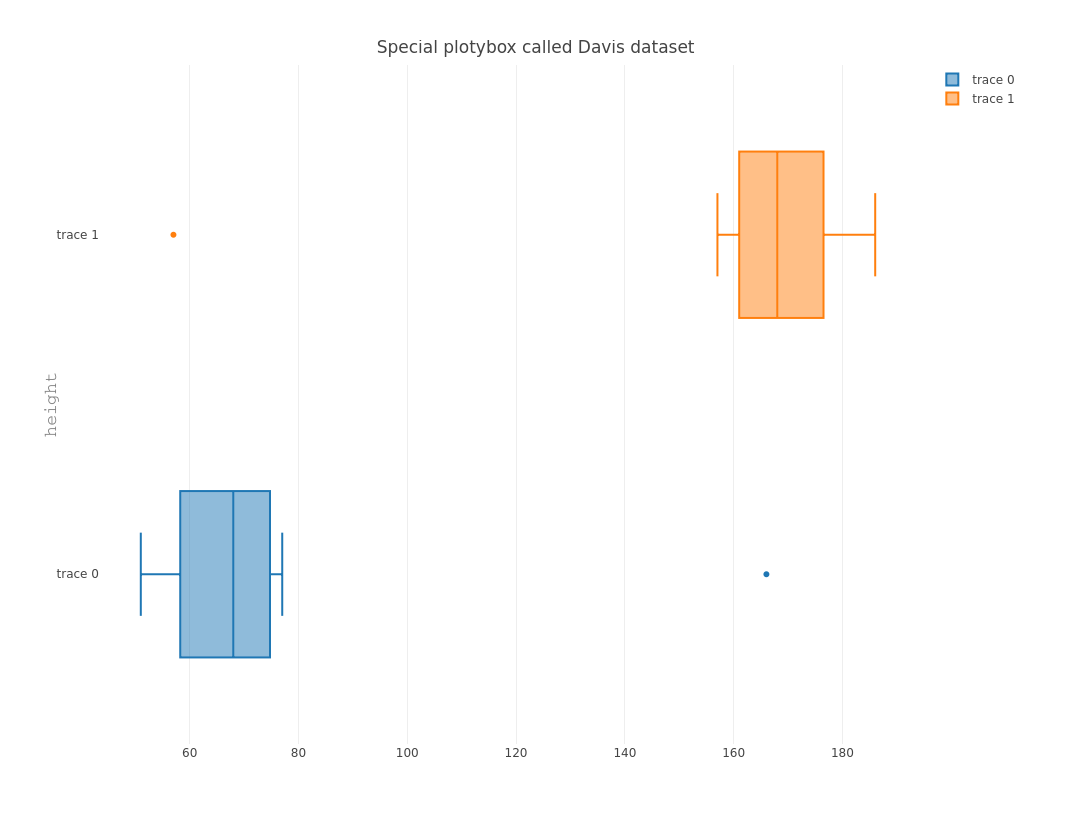 Special plotybox called Davis dataset
trace 0
trace 1
trace 1
height
trace 0
60 80 100 120 140 160 180